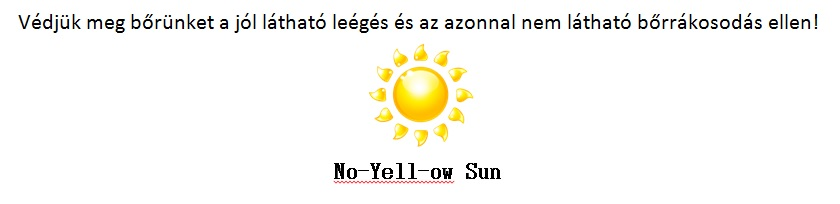 Védjük meg bőrünket a jól látható leégés és az azonnal nem látható bőrrákosodás ellen!
No-Yell-ow Sun